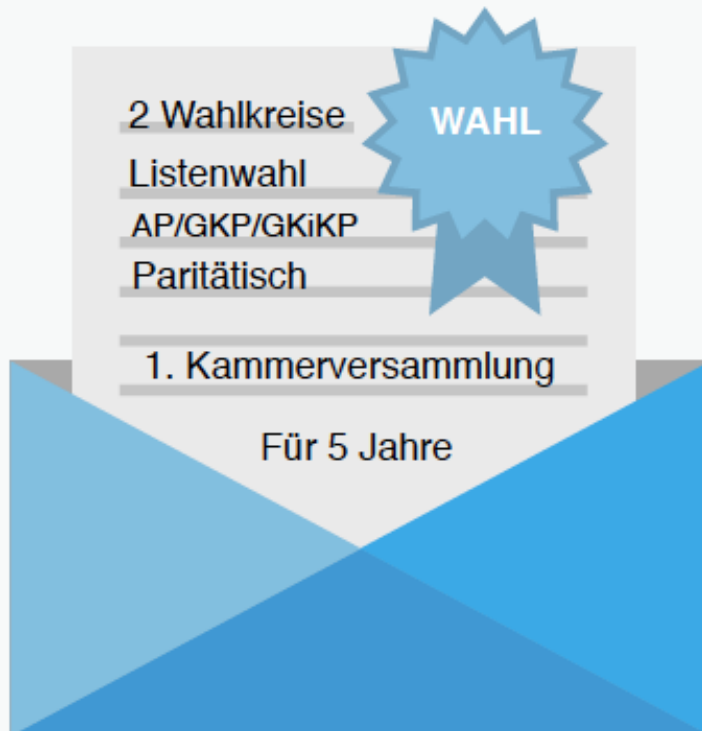 2 Wahlkreise
WAHL
Listenwahl
AP/GKP/GKiKP
Paritätisch
1. Kammerversammlung
Für 5 Jahre